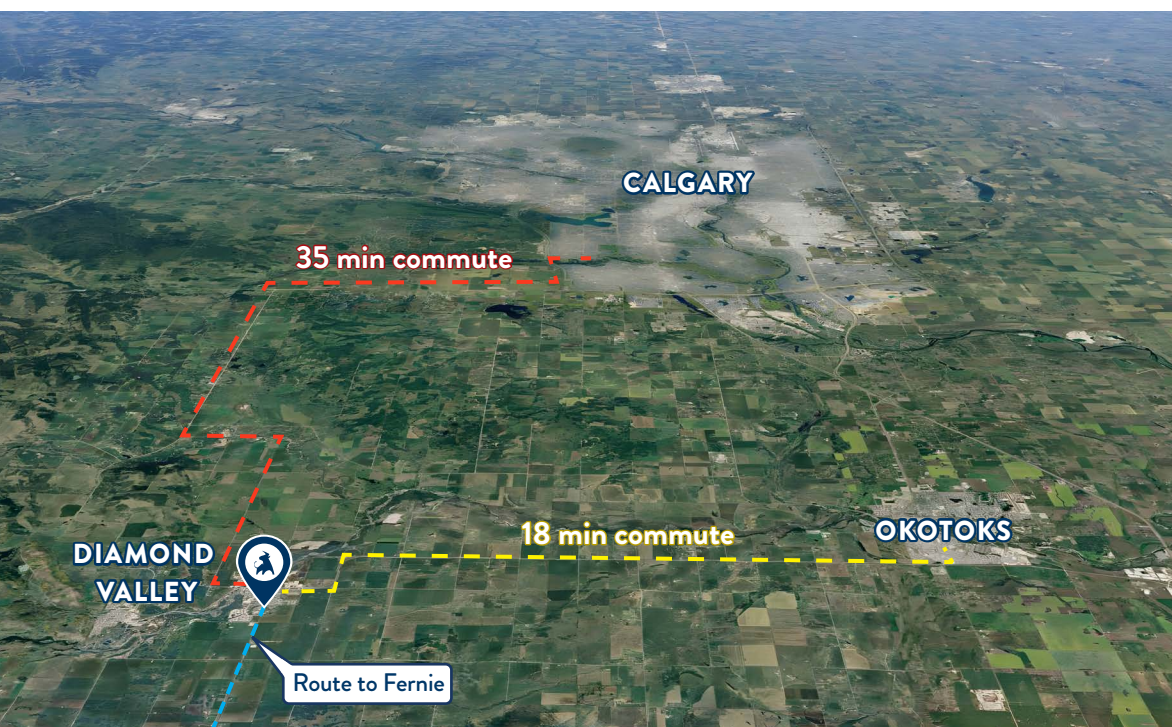 CALGARY
35 min commute
18 min commute
OKOTOKS
DIAMOND
VALLEY
Route to Fernie